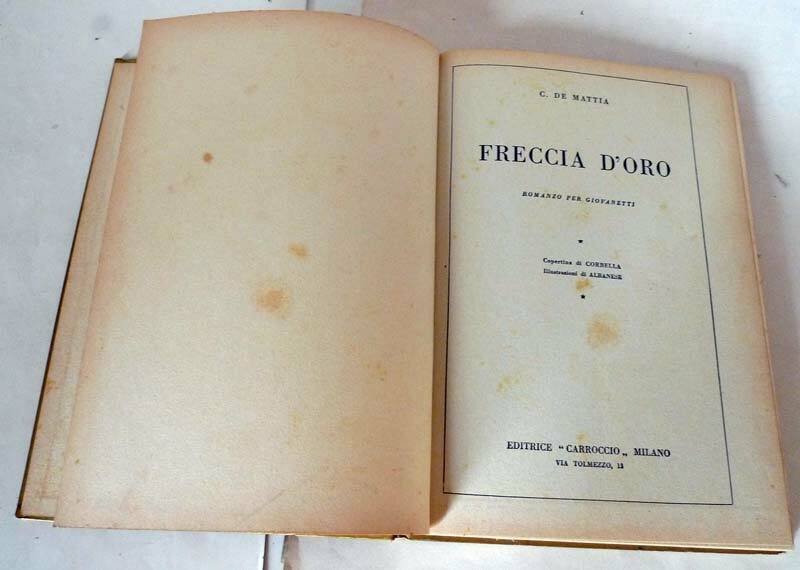 C. DE MATTIA
FRECCIA D'ORO
ROMANZO PER GIOVANETTI
*
Copertina di CORBELLA
Illustrazioni di ALBANESE
*
EDITRICE “ CARROCCIO „ MILANO
VIA TOLMEZZO, 13